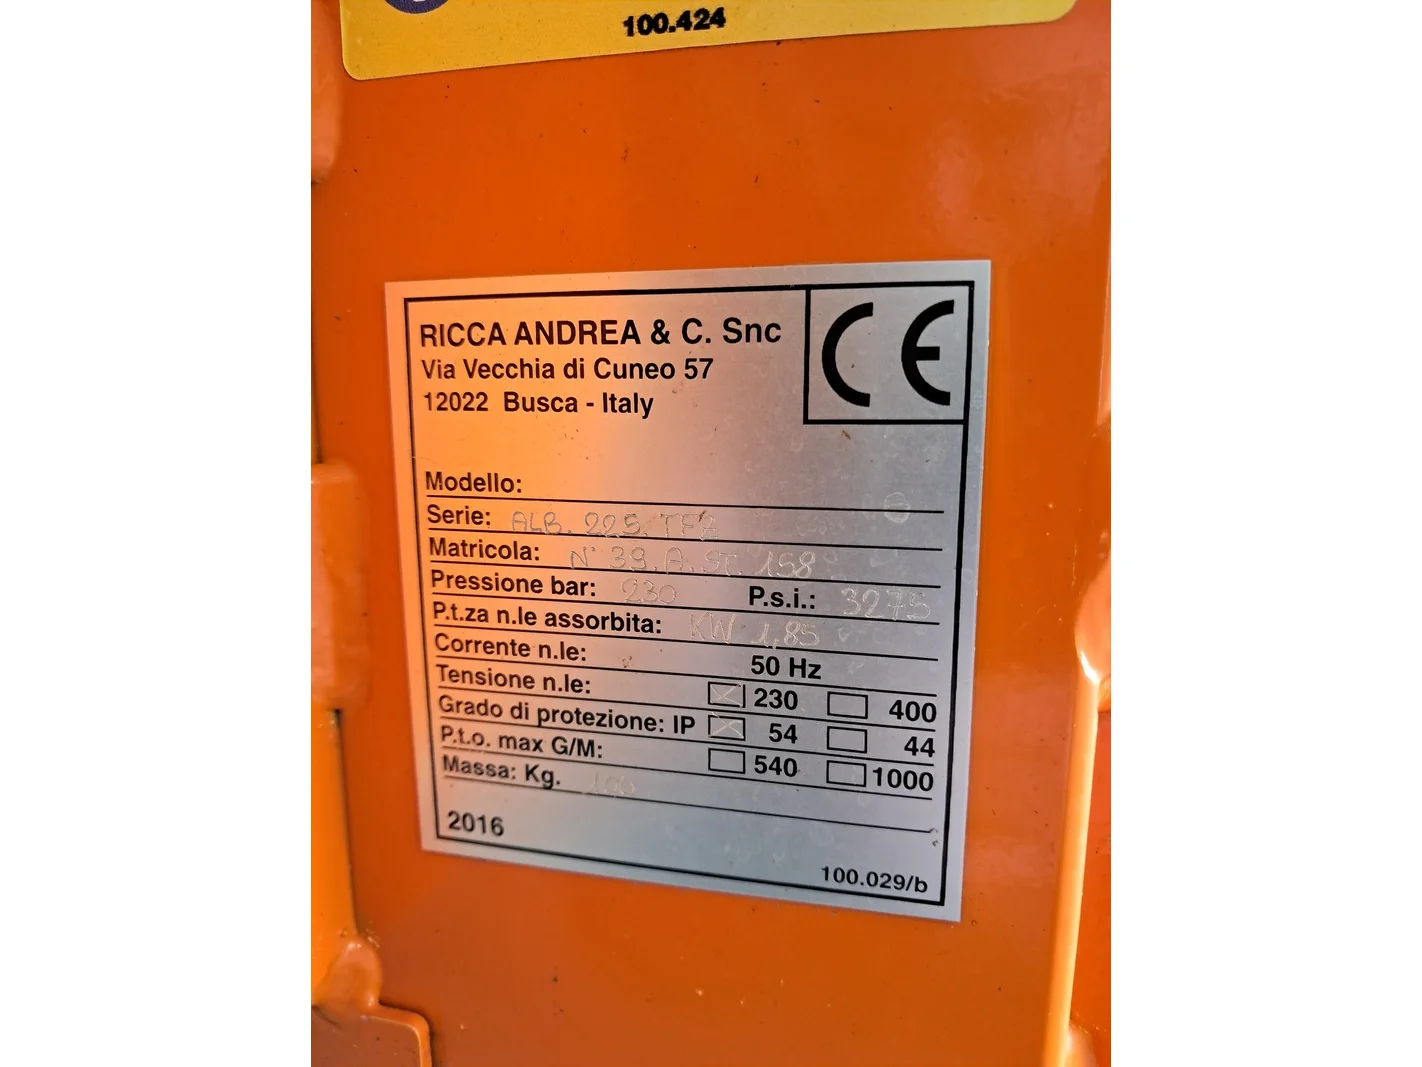 100.424
RICCA ANDREA & C. Snc
CE
Via Vecchia di Cuneo 57
12022 Busca - Italy
Modello:
Serie: ALB. 225. TFZ
Matricola: N° 39. A. ST. 158
Pressione bar: 230 P.s.i.: 3275
P.t.za n.le assorbita: KW 1,85
Corrente n.le: 50 Hz
Tensione n.le: 230 400
Grado di protezione: IP 54 44
P.t.o. max G/M: 540 1000
Massa: Kg. 100
2016
100.029/b